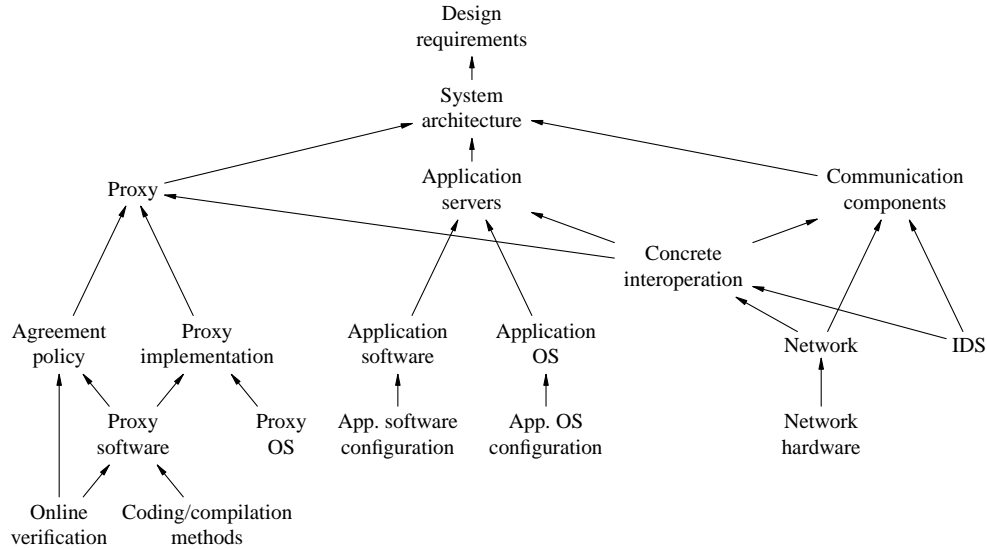 Design
requirements
System
architecture
Proxy
Application
servers
Communication
components
Concrete
interoperation
Agreement
policy
Proxy
implementation
Application
software
Application
OS
Network
IDS
Proxy
software
Proxy
OS
App. software
configuration
App. OS
configuration
Network
hardware
Online
verification
Coding/compilation
methods